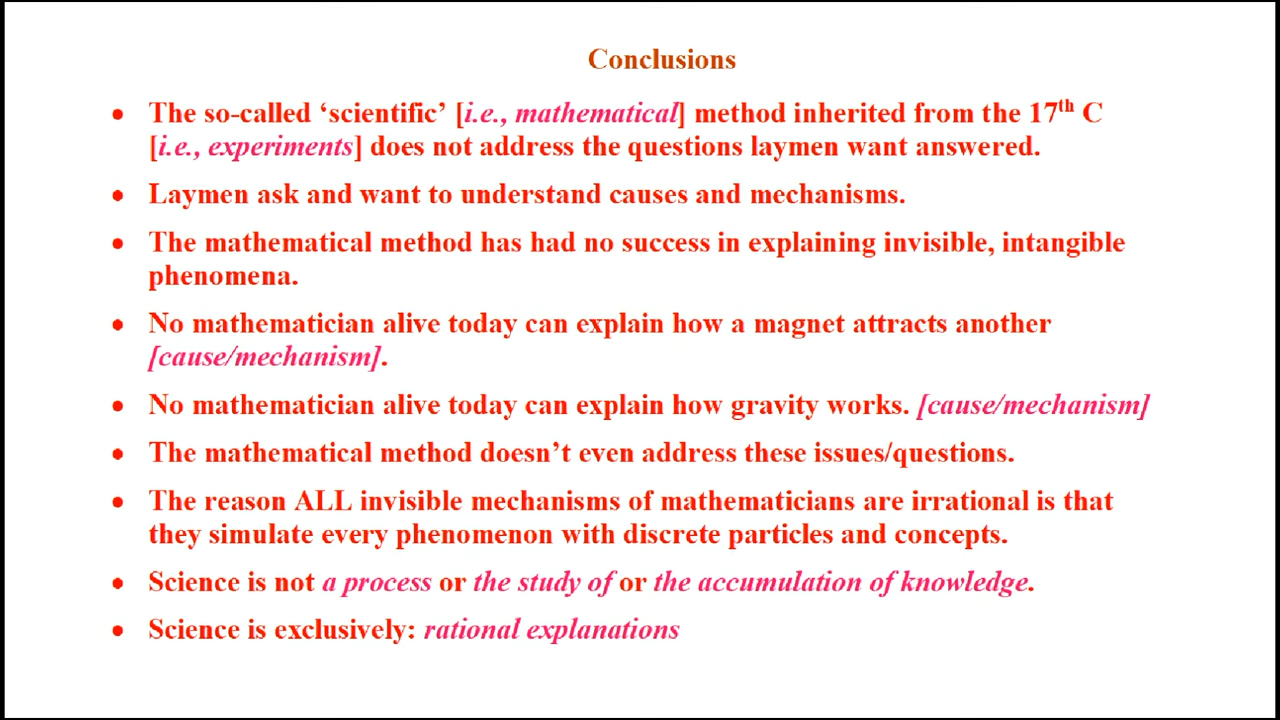 Conclusions
• The so-called ‘scientific’ [i.e., mathematical] method inherited from the 17th C
[i.e., experiments] does not address the questions laymen want answered.
• Laymen ask and want to understand causes and mechanisms.
• The mathematical method has had no success in explaining invisible, intangible
phenomena.
• No mathematician alive today can explain how a magnet attracts another
[cause/mechanism].
• No mathematician alive today can explain how gravity works. [cause/mechanism]
• The mathematical method doesn’t even address these issues/questions.
• The reason ALL invisible mechanisms of mathematicians are irrational is that
they simulate every phenomenon with discrete particles and concepts.
• Science is not a process or the study of or the accumulation of knowledge.
• Science is exclusively: rational explanations